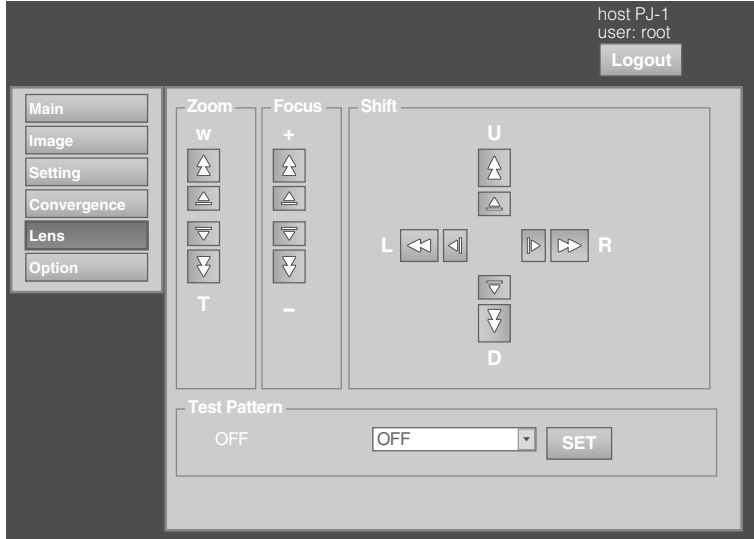 host PJ-1
user: root
Logout
Main
Image
Setting
Convergence
Lens
Option
Zoom
W
T
Focus
+
–
Shift
U
L
R
D
Test Pattern
OFF
OFF
SET